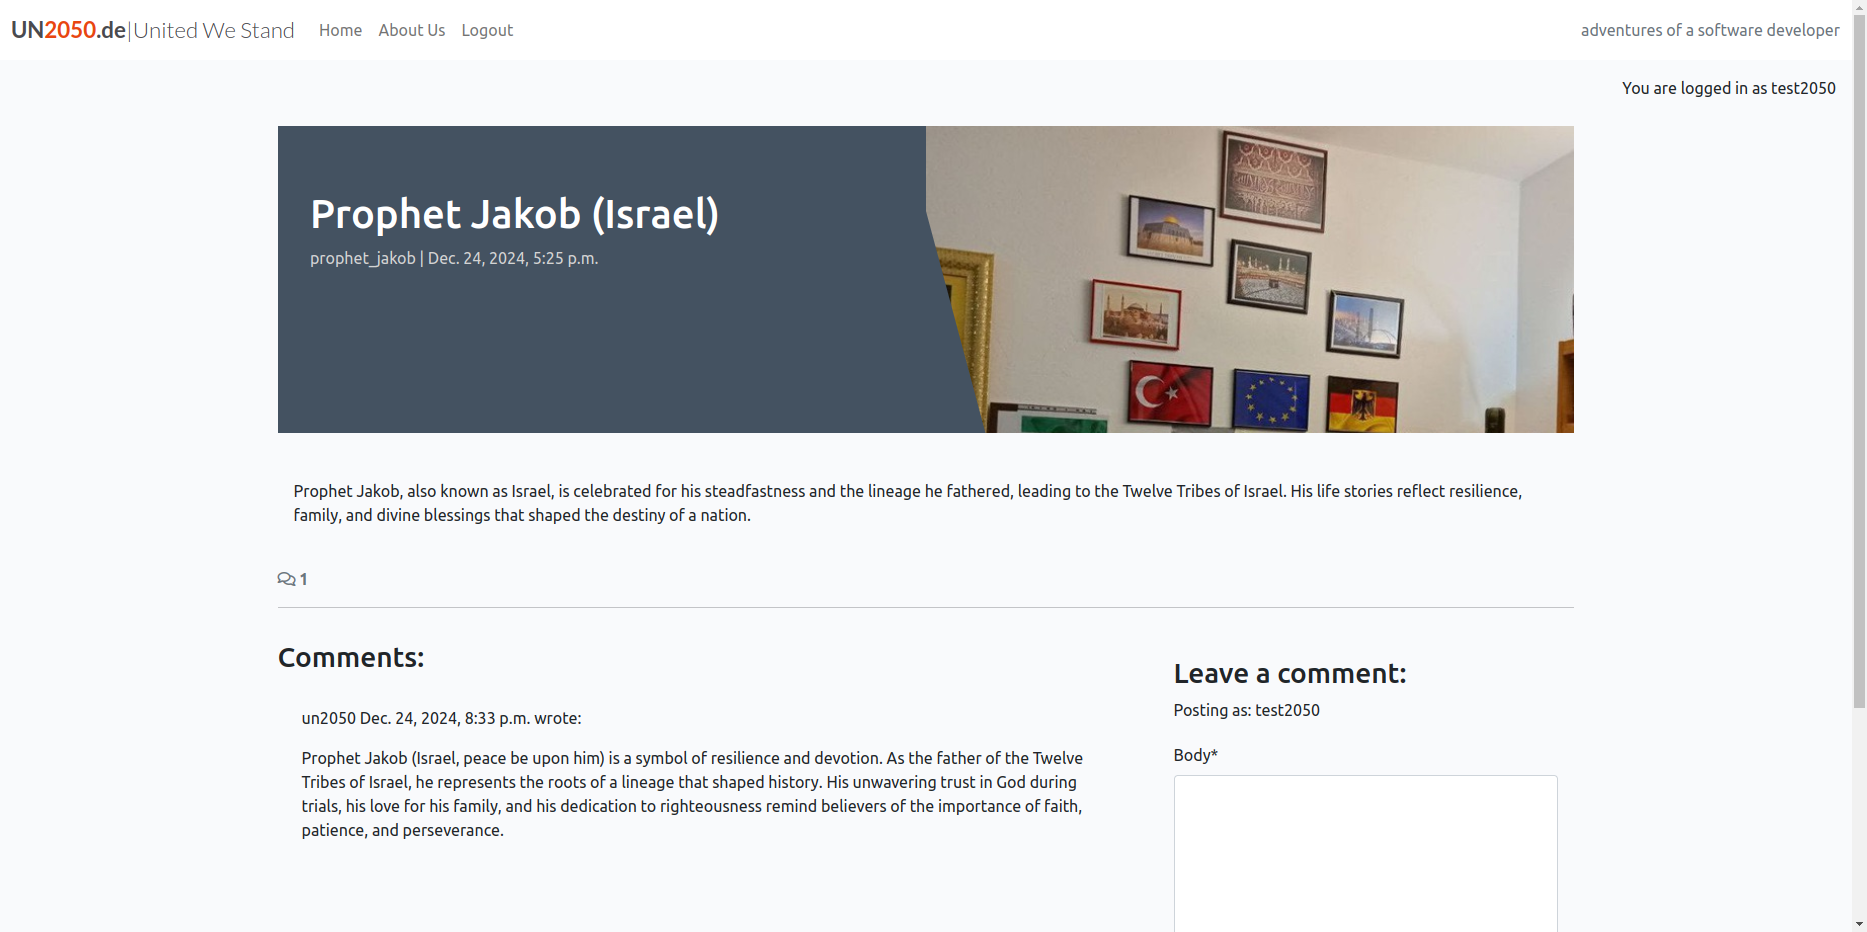 UN2050.de|United We Stand Home About Us Logout adventures of a software developer
You are logged in as test2050
Prophet Jakob (Israel)
prophet_jakob | Dec. 24, 2024, 5:25 p.m.
Prophet Jakob, also known as Israel, is celebrated for his steadfastness and the lineage he fathered, leading to the Twelve Tribes of Israel. His life stories reflect resilience,
family, and divine blessings that shaped the destiny of a nation.
1
Comments:
un2050 Dec. 24, 2024, 8:33 p.m. wrote:
Prophet Jakob (Israel, peace be upon him) is a symbol of resilience and devotion. As the father of the Twelve
Tribes of Israel, he represents the roots of a lineage that shaped history. His unwavering trust in God during
trials, his love for his family, and his dedication to righteousness remind believers of the importance of faith,
patience, and perseverance.
Leave a comment:
Posting as: test2050
Body*